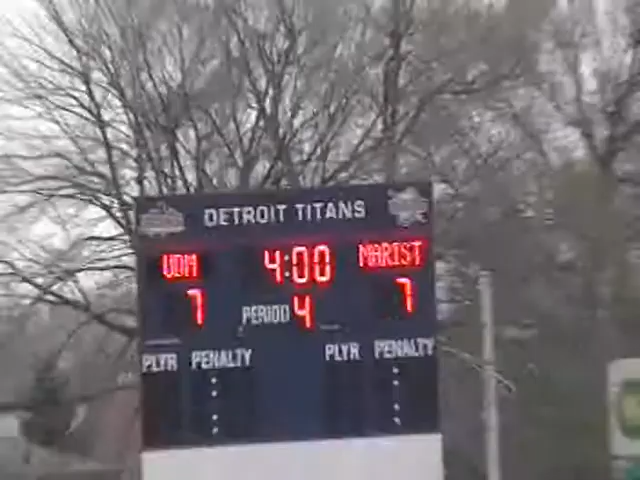 DETROIT TITANS
UDM 4:00 MARIST
7 PERIOD 4 7
PLYR PENALTY PLYR PENALTY